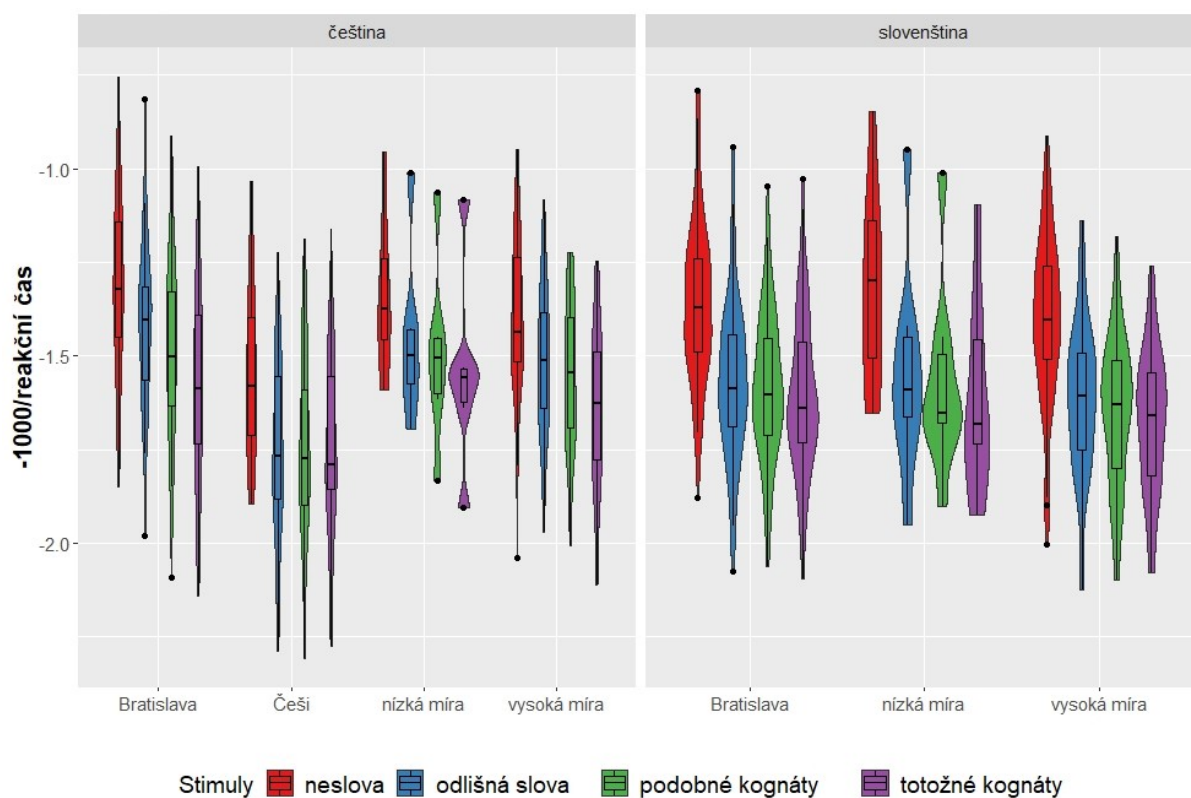 čeština
slovenština
-1000/reakční čas
-1.0
-1.5
-2.0
Bratislava Češi nízká míra vysoká míra
Bratislava nízká míra vysoká míra
Stimuly neslova odlišná slova podobné kognáty totožné kognáty